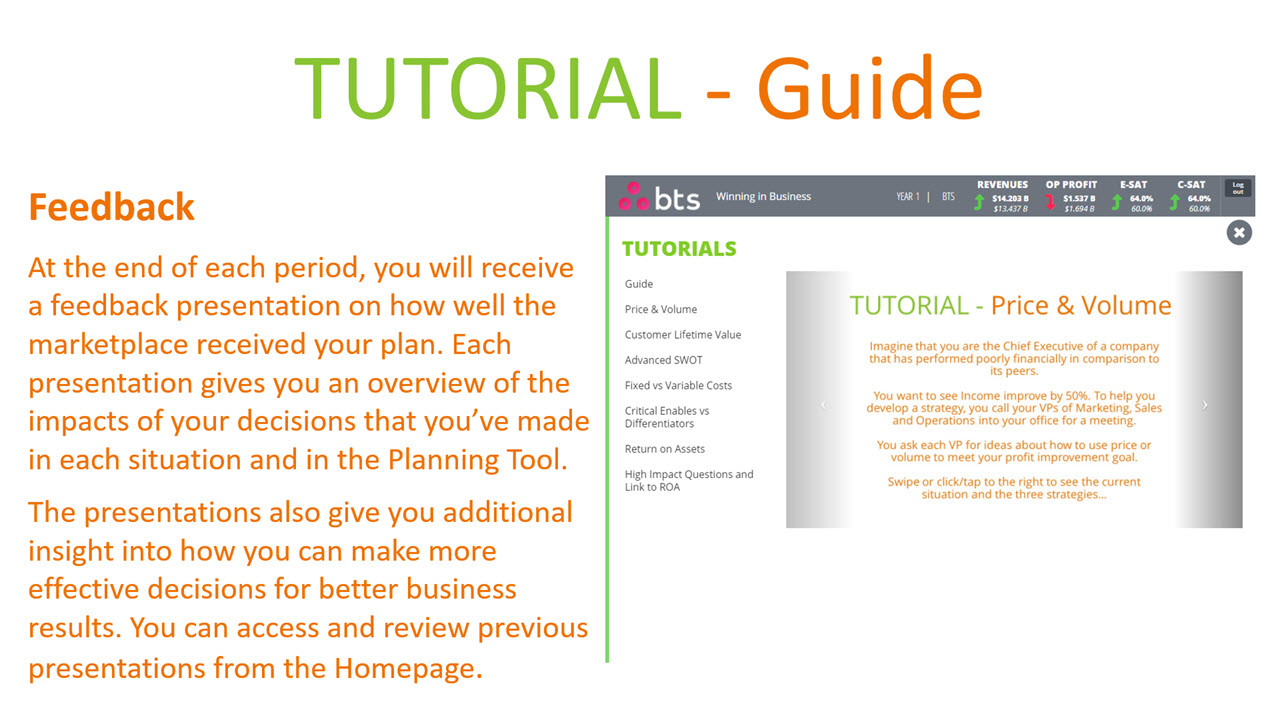 TUTORIAL - Guide
Feedback
At the end of each period, you will receive
a feedback presentation on how well the
marketplace received your plan. Each
presentation gives you an overview of the
impacts of your decisions that you’ve made
in each situation and in the Planning Tool.
The presentations also give you additional
insight into how you can make more
effective decisions for better business
results. You can access and review previous
presentations from the Homepage.
bts
Winning in Business
YEAR 1 | BTS
REVENUES
$14.203 B
$13.437 B
OP PROFIT
$1.537 B
$1.694 B
E-SAT
64.0%
60.0%
C-SAT
64.0%
60.0%
Log
out
TUTORIALS
Guide
Price & Volume
Customer Lifetime Value
Advanced SWOT
Fixed vs Variable Costs
Critical Enables vs
Differentiators
Return on Assets
High Impact Questions and
Link to ROA
TUTORIAL - Price & Volume
Imagine that you are the Chief Executive of a company
that has performed poorly financially in comparison to
its peers.
You want to see Income improve by 50%. To help you
develop a strategy, you call your VPs of Marketing, Sales
and Operations into your office for a meeting.
You ask each VP for ideas about how to use price or
volume to meet your profit improvement goal.
Swipe or click/tap to the right to see the current
situation and the three strategies...